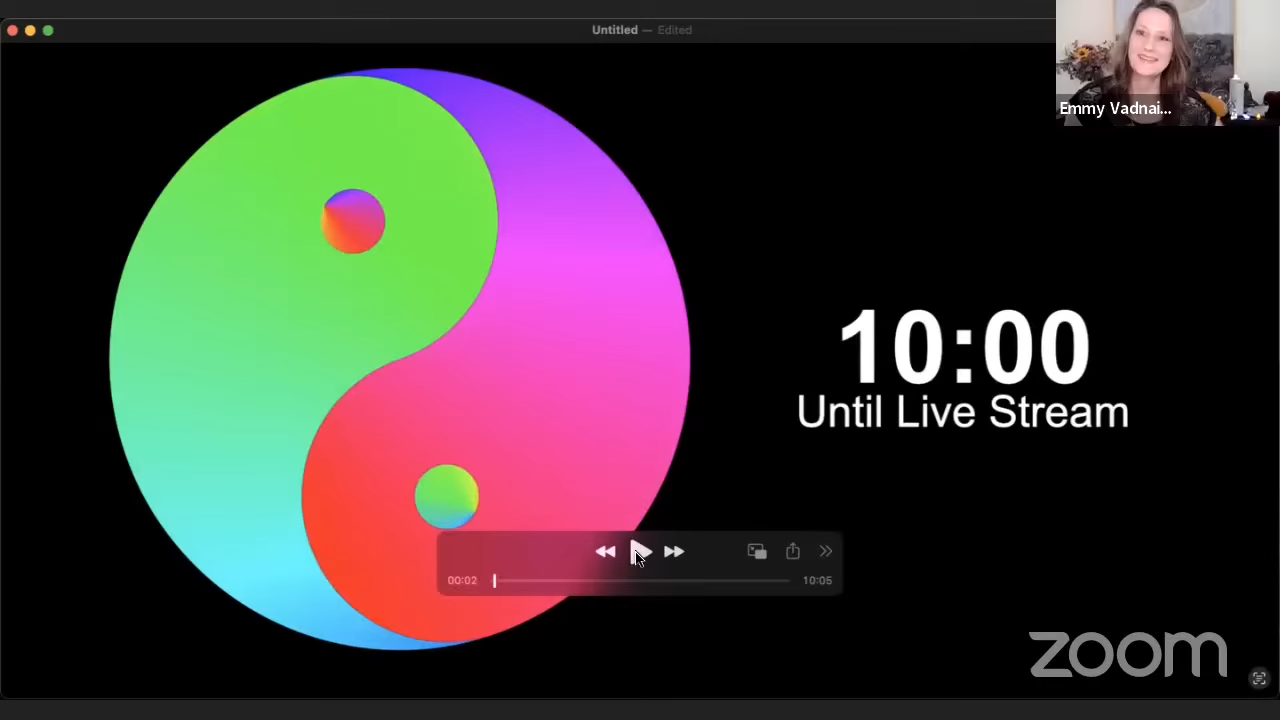 Untitled — Edited
Emmy Vadnai...
10:00
Until Live Stream
00:02
10:05
zoom